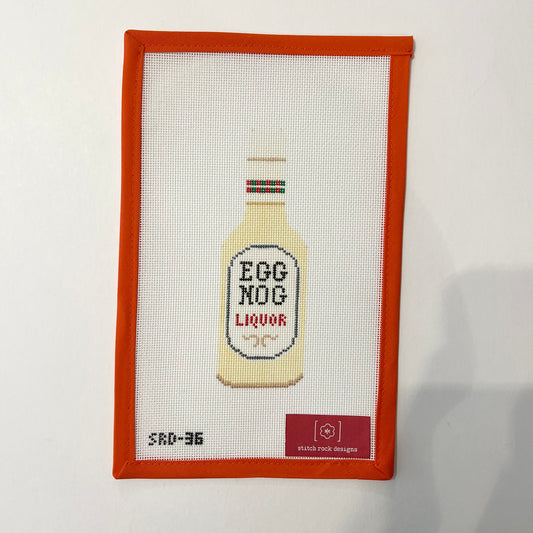 EGG
NOG
LIQUOR
SRD-36
stitch rock designs